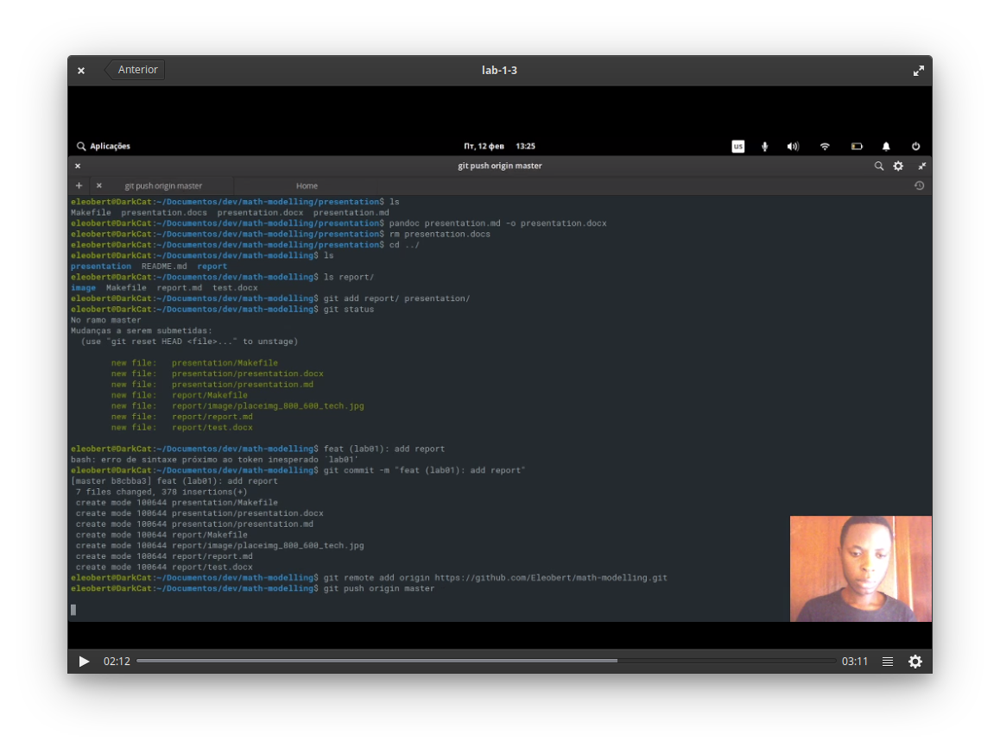 Anterior
lab-1-3
Aplicações
Пт, 12 фев 13:25
us
git push origin master
git push origin master
Home
eleobert@DarkCat:~/Documentos/dev/math-modelling/presentation$ ls
Makefile presentation.docs presentation.docx presentation.md
eleobert@DarkCat:~/Documentos/dev/math-modelling/presentation$ pandoc presentation.md -o presentation.docx
eleobert@DarkCat:~/Documentos/dev/math-modelling/presentation$ rm presentation.docs
eleobert@DarkCat:~/Documentos/dev/math-modelling/presentation$ cd ../
eleobert@DarkCat:~/Documentos/dev/math-modelling$ ls
presentation README.md report
eleobert@DarkCat:~/Documentos/dev/math-modelling$ ls report/
image Makefile report.md test.docx
eleobert@DarkCat:~/Documentos/dev/math-modelling$ git add report/ presentation/
eleobert@DarkCat:~/Documentos/dev/math-modelling$ git status
No ramo master
Mudanças a serem submetidas:
(use "git reset HEAD <file>..." to unstage)
new file: presentation/Makefile
new file: presentation/presentation.docx
new file: presentation/presentation.md
new file: report/Makefile
new file: report/image/placeimg_800_600_tech.jpg
new file: report/report.md
new file: report/test.docx
eleobert@DarkCat:~/Documentos/dev/math-modelling$ feat (lab01): add report
bash: erro de sintaxe próximo ao token inesperado `lab01'
eleobert@DarkCat:~/Documentos/dev/math-modelling$ git commit -m "feat (lab01): add report"
[master b8cbba3] feat (lab01): add report
7 files changed, 378 insertions(+)
create mode 100644 presentation/Makefile
create mode 100644 presentation/presentation.docx
create mode 100644 presentation/presentation.md
create mode 100644 report/Makefile
create mode 100644 report/image/placeimg_800_600_tech.jpg
create mode 100644 report/report.md
create mode 100644 report/test.docx
eleobert@DarkCat:~/Documentos/dev/math-modelling$ git remote add origin https://github.com/Eleobert/math-modelling.git
eleobert@DarkCat:~/Documentos/dev/math-modelling$ git push origin master
02:12
03:11